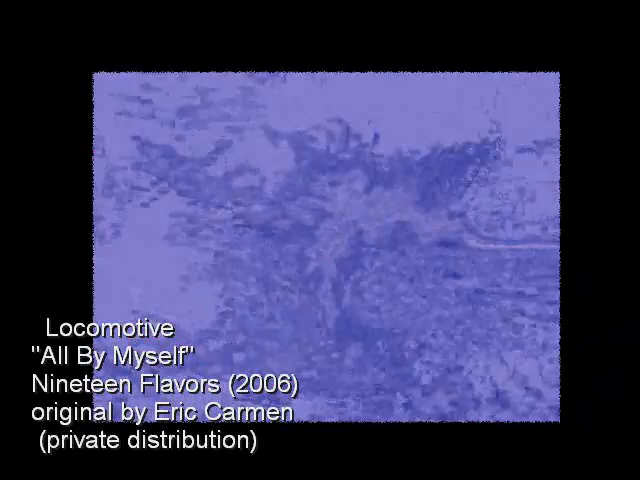 Locomotive
"All By Myself"
Nineteen Flavors (2006)
original by Eric Carmen
(private distribution)